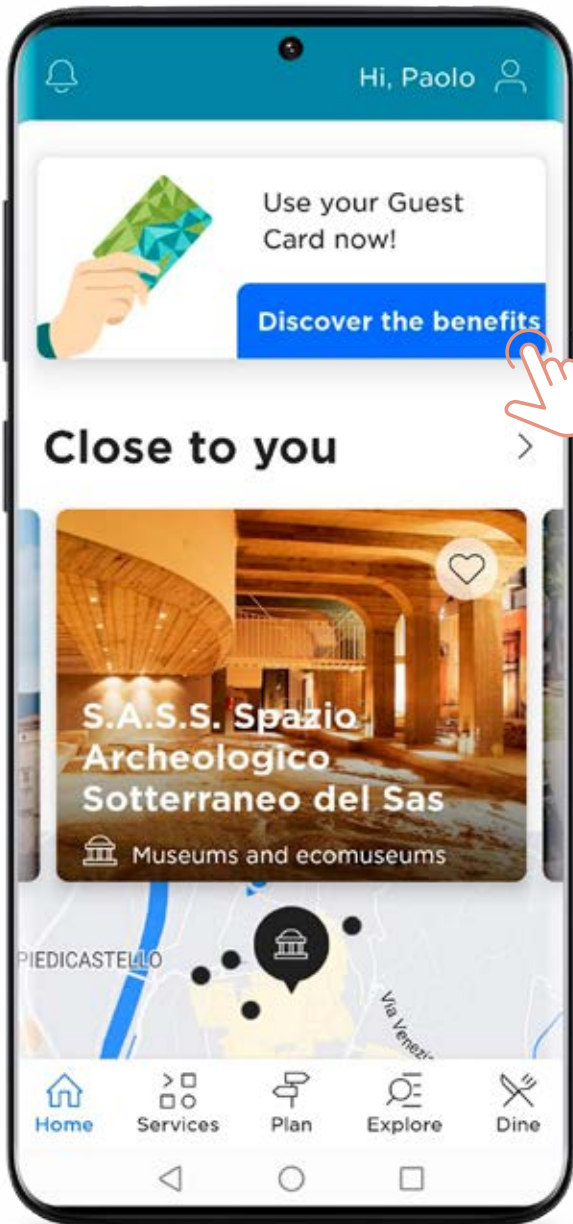 Hi, Paolo
Use your Guest
Card now!
Discover the benefits
Close to you
S.A.S.S. Spazio
Archeologico
Sotterraneo del Sas
Museums and ecomuseums
PIEDICASTELLO
Via
Home
Services
Plan
Explore
Dine